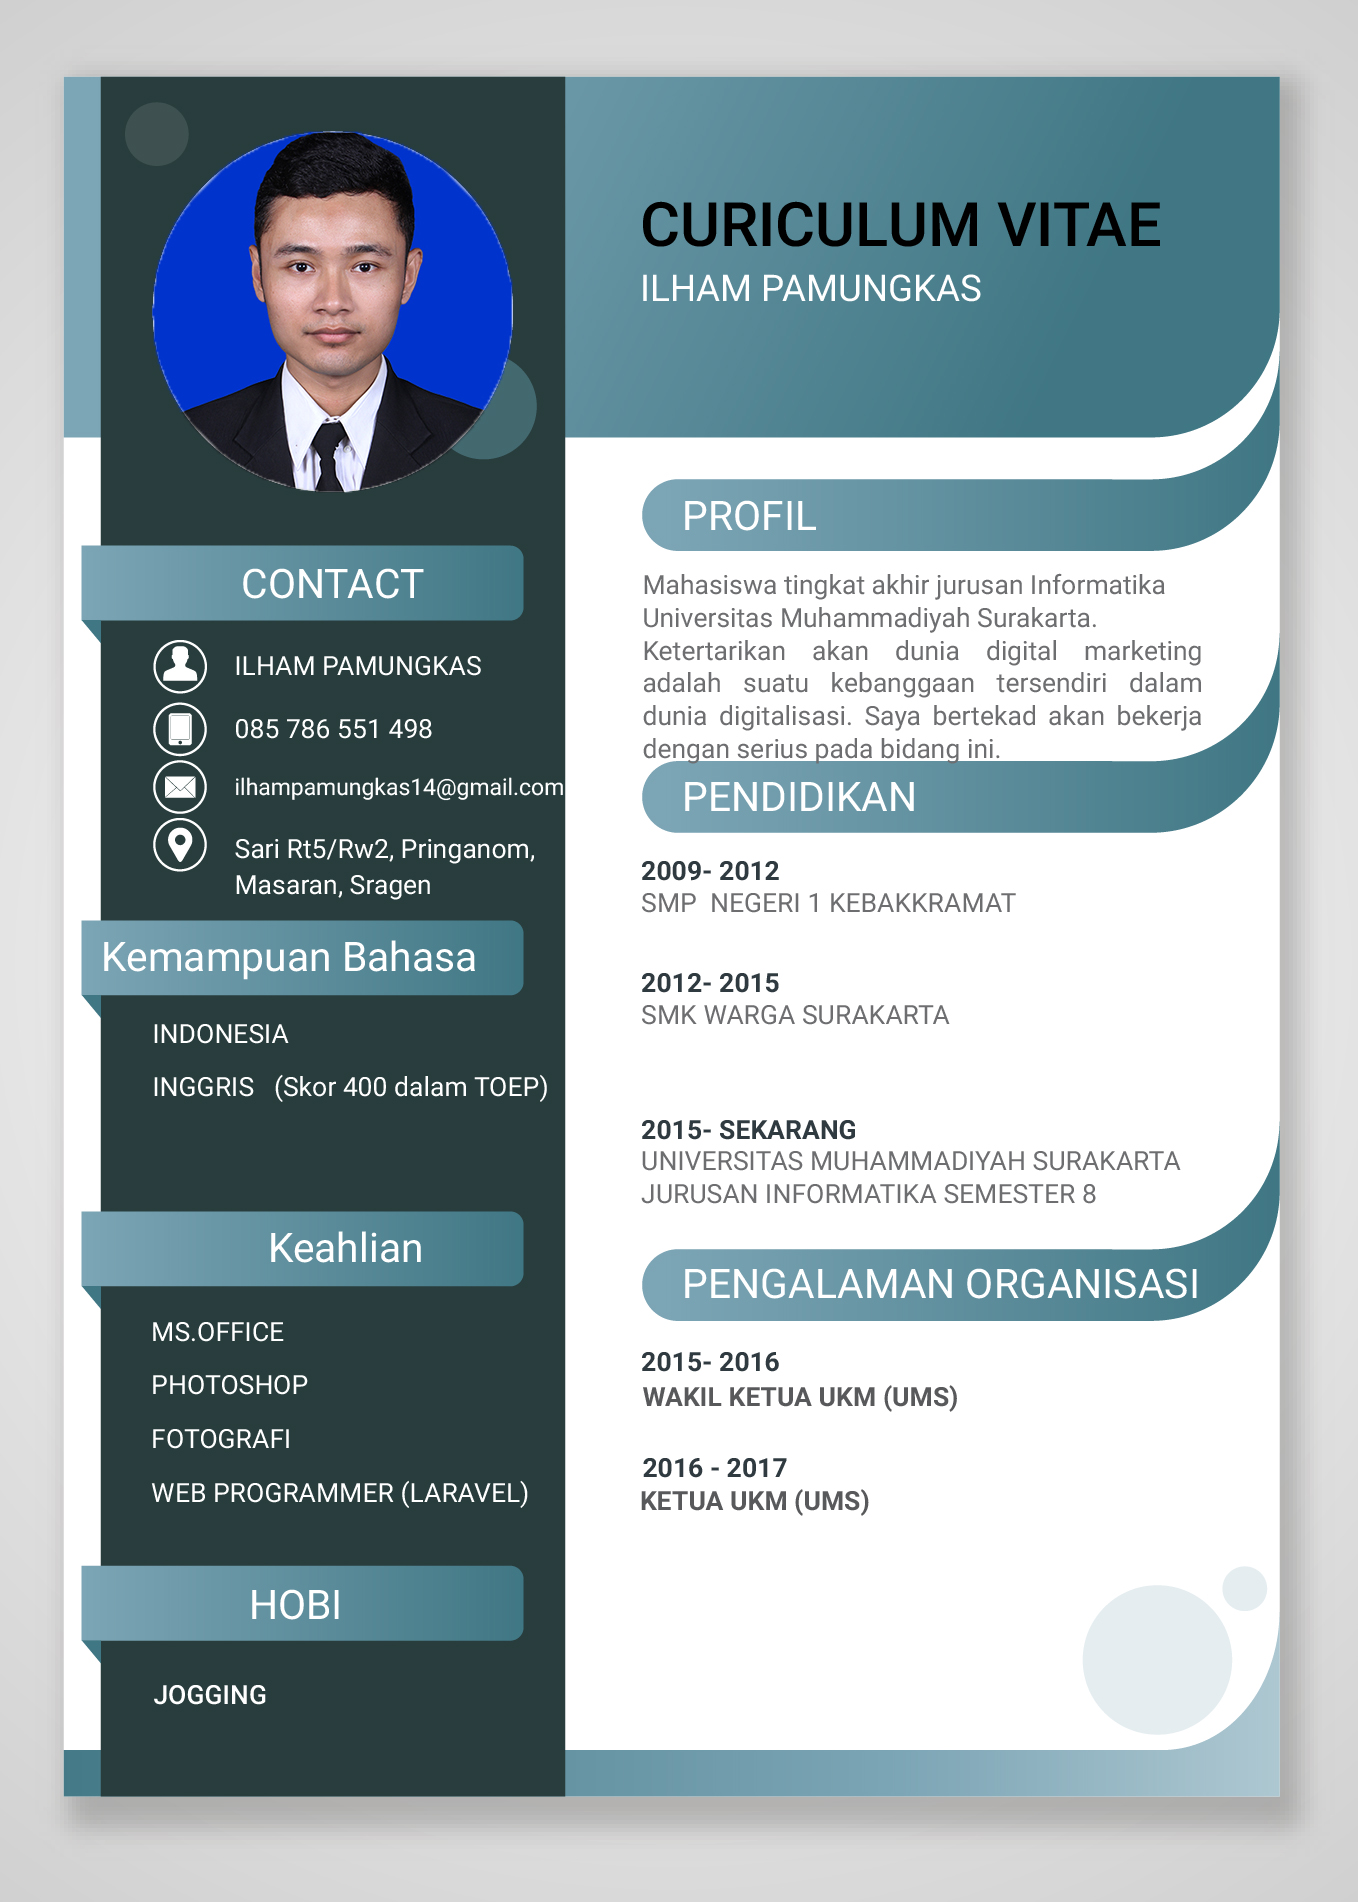 CURICULUM VITAE
ILHAM PAMUNGKAS
CONTACT
ILHAM PAMUNGKAS
085 786 551 498
ilhampamungkas14@gmail.com
Sari Rt5/Rw2, Pringanom,
Masaran, Sragen
Kemampuan Bahasa
INDONESIA
INGGRIS (Skor 400 dalam TOEP)
Keahlian
MS.OFFICE
PHOTOSHOP
FOTOGRAFI
WEB PROGRAMMER (LARAVEL)
HOBI
JOGGING
PROFIL
Mahasiswa tingkat akhir jurusan Informatika
Universitas Muhammadiyah Surakarta.
Ketertarikan akan dunia digital marketing
adalah suatu kebanggaan tersendiri dalam
dunia digitalisasi. Saya bertekad akan bekerja
dengan serius pada bidang ini.
PENDIDIKAN
2009- 2012
SMP NEGERI 1 KEBAKKRAMAT
2012- 2015
SMK WARGA SURAKARTA
2015- SEKARANG
UNIVERSITAS MUHAMMADIYAH SURAKARTA
JURUSAN INFORMATIKA SEMESTER 8
PENGALAMAN ORGANISASI
2015- 2016
WAKIL KETUA UKM (UMS)
2016 - 2017
KETUA UKM (UMS)